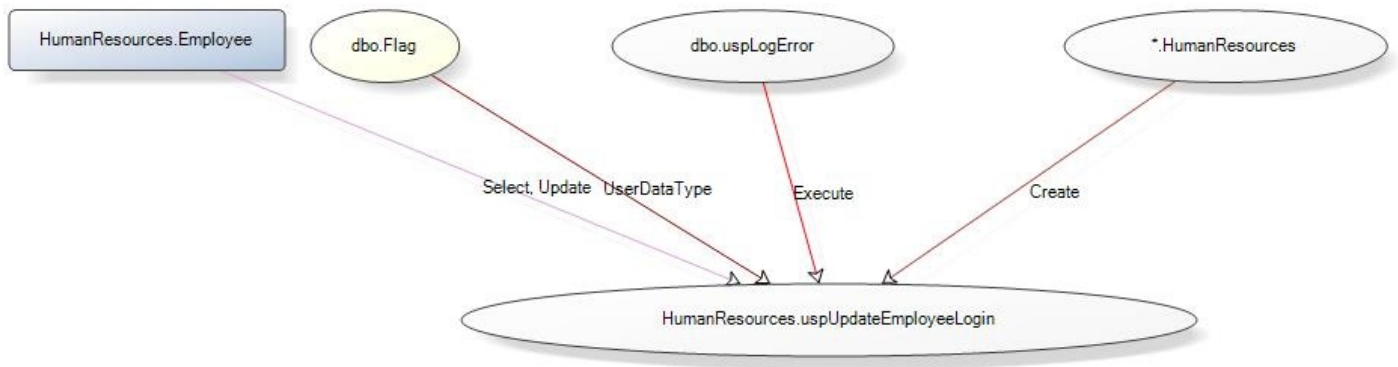 HumanResources.Employee
dbo.Flag
dbo.uspLogError
*.HumanResources
Select, Update
UserDataType
Execute
Create
HumanResources.uspUpdateEmployeeLogin